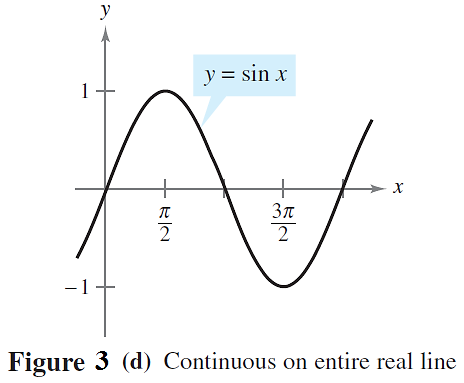 y
1
y = sin x
x
π/2
3π/2
−1
Figure 3 (d) Continuous on entire real line